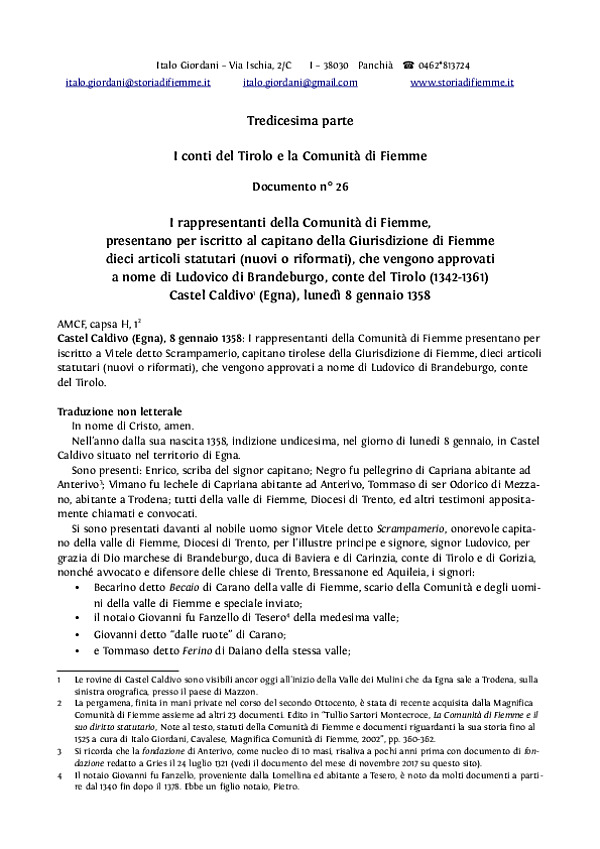 Italo Giordani – Via Ischia, 2/C I – 38030 Panchià ☎ 0462*813724
italo.giordani@storiadifiemme.it italo.giordani@gmail.com www.storiadifiemme.it
Tredicesima parte
I conti del Tirolo e la Comunità di Fiemme
Documento n° 26
I rappresentanti della Comunità di Fiemme,
presentano per iscritto al capitano della Giurisdizione di Fiemme
dieci articoli statutari (nuovi o riformati), che vengono approvati
a nome di Ludovico di Brandeburgo, conte del Tirolo (1342-1361)
Castel Caldivo¹ (Egna), lunedì 8 gennaio 1358
AMCF, capsa H, 1²
Castel Caldivo (Egna), 8 gennaio 1358: I rappresentanti della Comunità di Fiemme presentano per
iscritto a Vitele detto Scrampamerio, capitano tirolese della Giurisdizione di Fiemme, dieci articoli
statutari (nuovi o riformati), che vengono approvati a nome di Ludovico di Brandeburgo, conte
del Tirolo.
Traduzione non letterale
In nome di Cristo, amen.
Nell'anno dalla sua nascita 1358, indizione undicesima, nel giorno di lunedì 8 gennaio, in Castel
Caldivo situato nel territorio di Egna.
Sono presenti: Enrico, scriba del signor capitano; Negro fu pellegrino di Capriana abitante ad
Anterivo³; Vimano fu Iechele di Capriana abitante ad Anterivo, Tommaso di ser Odorico di Mezza-
no, abitante a Trodena; tutti della valle di Fiemme, Diocesi di Trento, ed altri testimoni apposita-
mente chiamati e convocati.
Si sono presentati davanti al nobile uomo signor Vitele detto Scrampamerio, onorevole capita-
no della valle di Fiemme, Diocesi di Trento, per l'illustre principe e signore, signor Ludovico, per
grazia di Dio marchese di Brandeburgo, duca di Baviera e di Carinzia, conte di Tirolo e di Gorizia,
nonché avvocato e difensore delle chiese di Trento, Bressanone ed Aquileia, i signori:
• Becarino detto Becaio di Carano della valle di Fiemme, scario della Comunità e degli uomi-
ni della valle di Fiemme e speciale inviato;
• il notaio Giovanni fu Fanzello di Tesero⁴ della medesima valle;
• Giovanni detto “dalle ruote” di Carano;
• e Tommaso detto Ferino di Daiano della stessa valle;
1 Le rovine di Castel Caldivo sono visibili ancor oggi all'inizio della Valle dei Mulini che da Egna sale a Trodena, sulla
sinistra orografica, presso il paese di Mazzon.
2 La pergamena, finita in mani private nel corso del secondo Ottocento, è stata di recente acquisita dalla Magnifica
Comunità di Fiemme assieme ad altri 23 documenti. Edito in “Tullio Sartori Montecroce, La Comunità di Fiemme e il
suo diritto statutario, Note al testo, statuti della Comunità di Fiemme e documenti riguardanti la sua storia fino al
1525 a cura di Italo Giordani, Cavalese, Magnifica Comunità di Fiemme, 2002”, pp. 360-362.
3 Si ricorda che la fondazione di Anterivo, come nucleo di 10 masi, risaliva a pochi anni prima con documento di fon-
dazione redatto a Gries il 24 luglio 1321 (vedi il documento del mese di novembre 2017 su questo sito).
4 Il notaio Giovanni fu Fanzello, proveniente dalla Lomellina ed abitante a Tesero, è noto da molti documenti a parti-
re dal 1340 fin dopo il 1378. Ebbe un figlio notaio, Pietro.